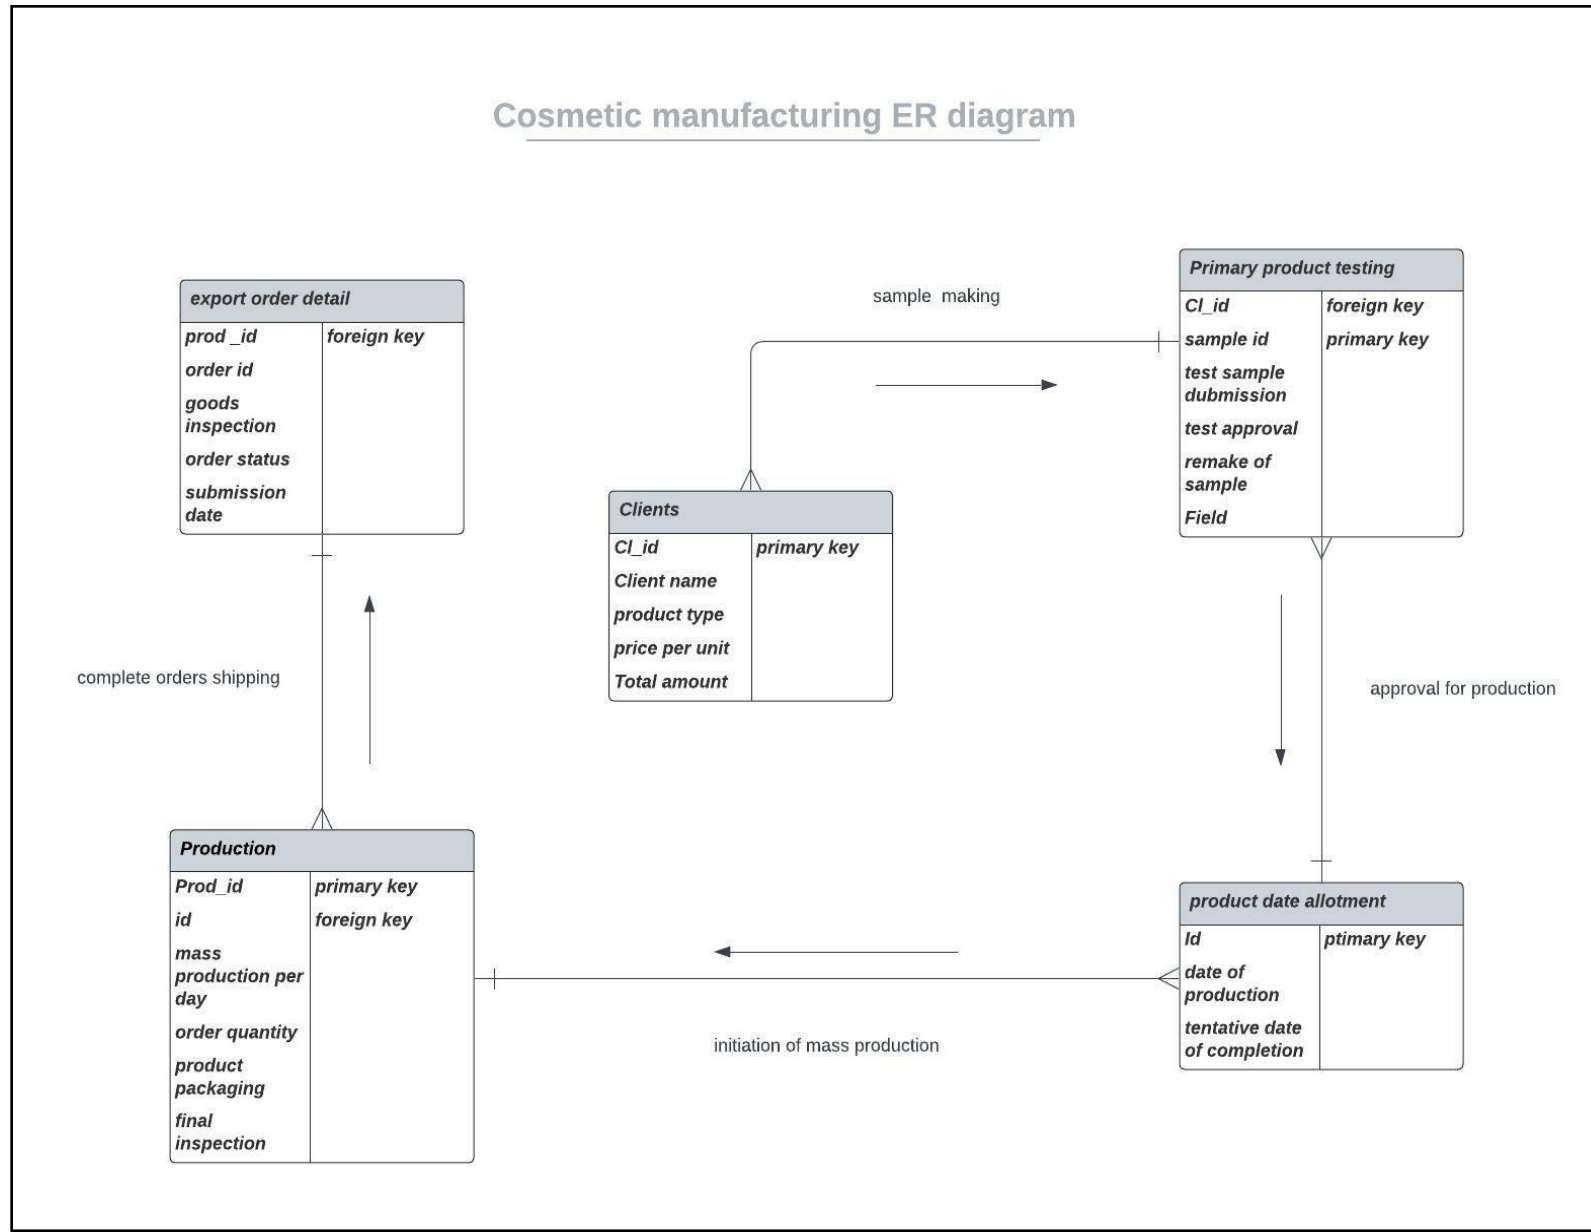 Cosmetic manufacturing ER diagram
export order detail
prod _id foreign key
order id
goods
inspection
order status
submission
date
sample  making
Primary product testing
Cl_id foreign key
sample id primary key
test sample
dubmission
test approval
remake of
sample
Field
Clients
Cl_id primary key
Client name
product type
price per unit
Total amount
complete orders shipping
approval for production
Production
Prod_id primary key
id foreign key
mass
production per
day
order quantity
product
packaging
final
inspection
product date allotment
Id ptimary key
date of
production
tentative date
of completion
initiation of mass production